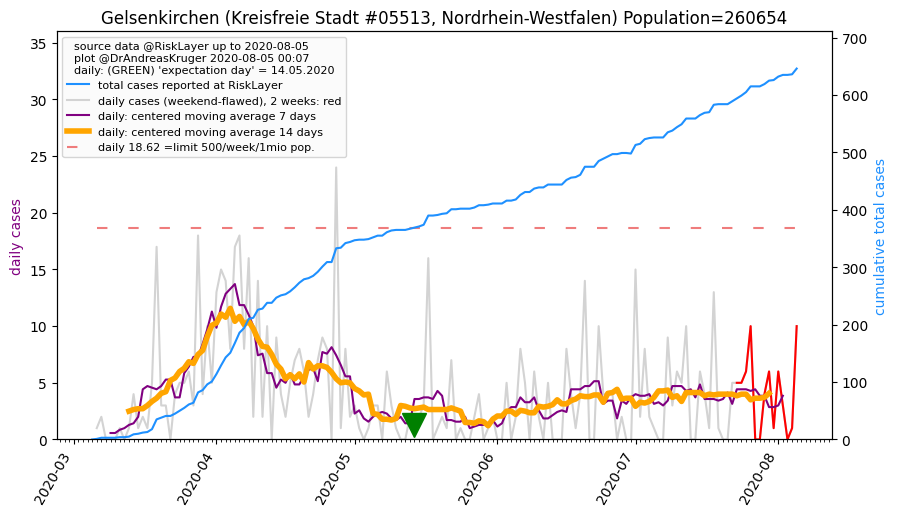 Gelsenkirchen (Kreisfreie Stadt #05513, Nordrhein-Westfalen) Population=260654
source data @RiskLayer up to 2020-08-05
plot @DrAndreasKruger 2020-08-05 00:07
daily: (GREEN) 'expectation day' = 14.05.2020
total cases reported at RiskLayer
daily cases (weekend-flawed), 2 weeks: red
daily: centered moving average 7 days
daily: centered moving average 14 days
daily 18.62 =limit 500/week/1mio pop.
daily cases
35
30
25
20
15
10
5
0
cumulative total cases
700
600
500
400
300
200
100
0
2020-03
2020-04
2020-05
2020-06
2020-07
2020-08